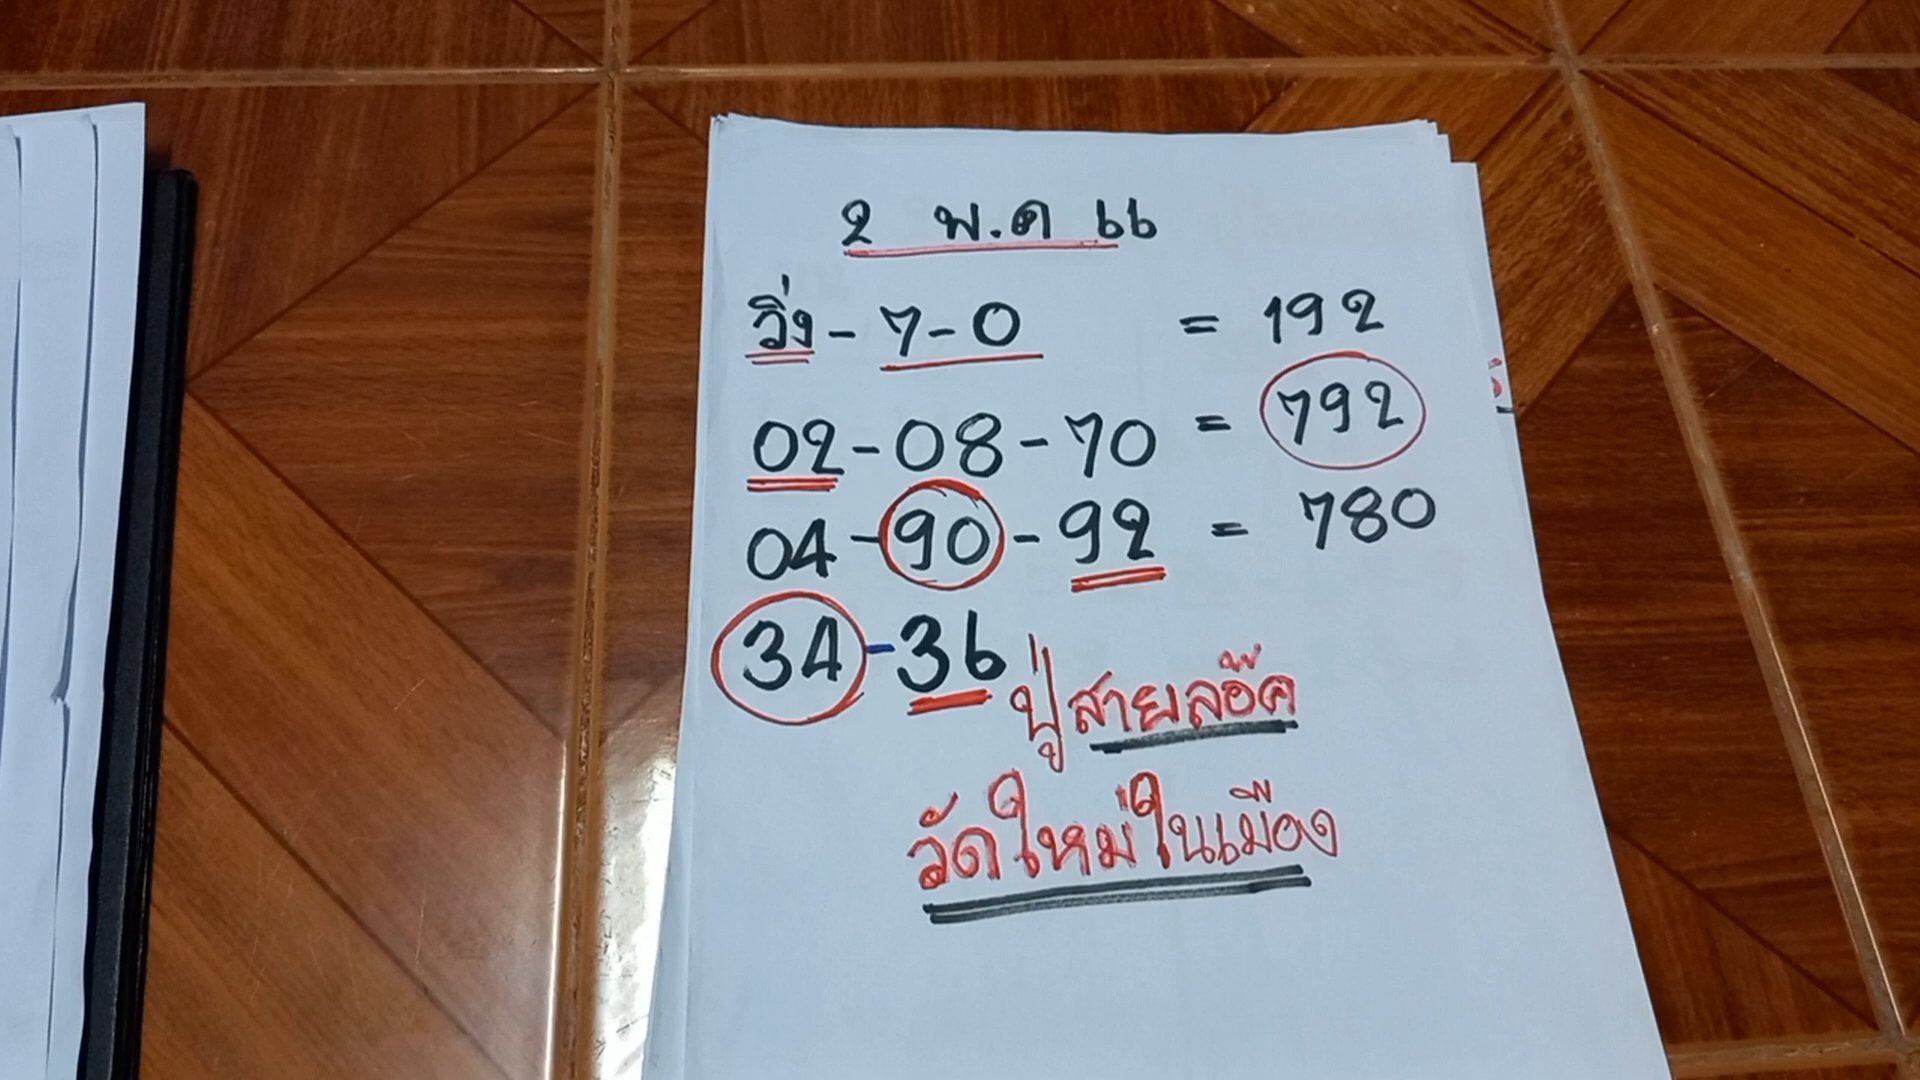 2 พ.ค 66
วิ่ง - 7 - 0 = 192
02 - 08 - 70 = 792
04 - 90 - 92 = 780
34 - 36
ปู่สายล๊อค
วัดใหม่ในเมือง